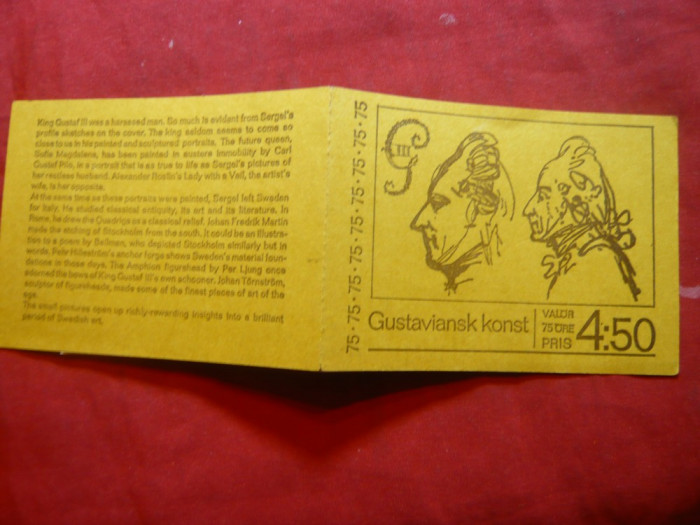 King Gustaf III was a harassed man. So much is evident from Sergel's
profile sketches on the cover. The king seldom seems to come so
close to us in his painted and sculptured portraits. The future queen,
Sofia Magdalena, has been painted in austere immobility by Carl
Gustaf Pilo, in a portrait that is as true to life as Sergel's pictures of
her restless husband. Alexander Roslin's Lady with a Veil, the artist's
wife, is her opposite.
At the same time as these portraits were painted, Sergel left Sweden
for Italy. He studied classical antiquity, its art and its literature. In
Rome, he drew the Quadriga as a classical relief. Johan Fredrik Martin
made the etching of Stockholm from the south. It could be an illustra-
tion to a poem by Bellman, who depicted Stockholm similarly but in
words. Pehr Hilleström's anchor forge shows Sweden's material foun-
dations in those days. The Amphion figurehead by Per Ljung once
adorned the bows of King Gustaf III's own schooner. Johan Törnström,
sculptor of figureheads, made some of the finest pieces of art of the
age.
The small pictures open up richly-rewarding insights into a brilliant
period of Swedish art.
75·75·75·75·75·75·75·75
G III
Gustaviansk konst
VALÖR
75 ÖRE
PRIS
4:50